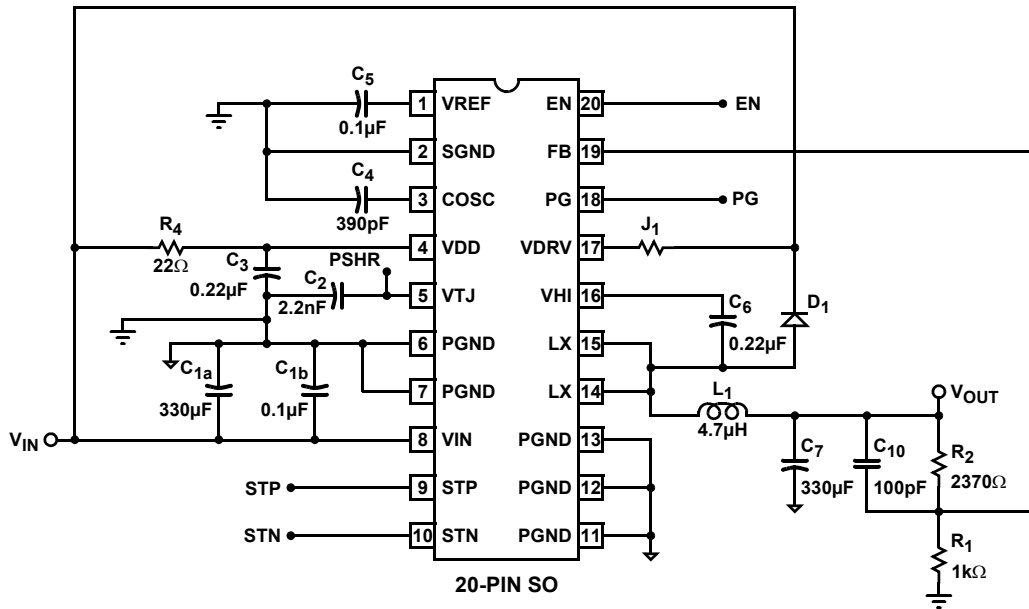 C5
0.1µF
1 VREF
EN 20
EN
2 SGND
FB 19
C4
390pF
3 COSC
PG 18
PG
R4
22Ω
C3
0.22µF
4 VDD
VDRV 17
J1
PSHR
C2
2.2nF
5 VTJ
VHI 16
C6
0.22µF
D1
6 PGND
LX 15
C1a
330µF
C1b
0.1µF
7 PGND
LX 14
L1
4.7µH
VOUT
VIN
8 VIN
PGND 13
C7
330µF
C10
100pF
R2
2370Ω
STP
9 STP
PGND 12
STN
10 STN
PGND 11
R1
1kΩ
20-PIN SO